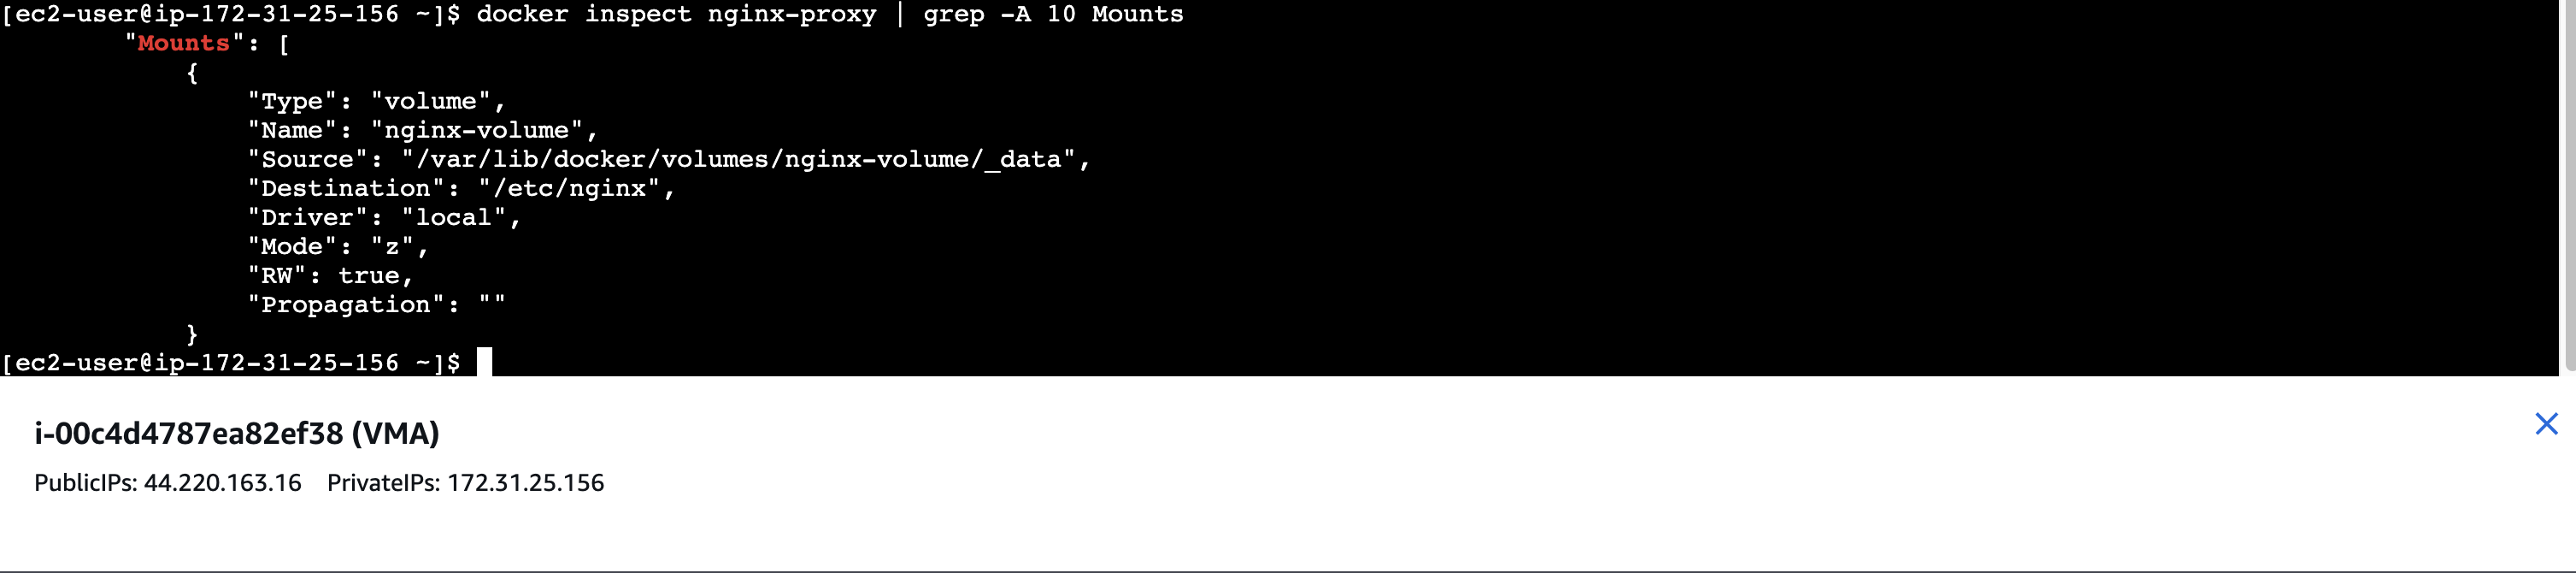 [ec2-user@ip-172-31-25-156 ~]$ docker inspect nginx-proxy | grep -A 10 Mounts
        "Mounts": [
            {
                "Type": "volume",
                "Name": "nginx-volume",
                "Source": "/var/lib/docker/volumes/nginx-volume/_data",
                "Destination": "/etc/nginx",
                "Driver": "local",
                "Mode": "z",
                "RW": true,
                "Propagation": ""
            }
[ec2-user@ip-172-31-25-156 ~]$
i-00c4d4787ea82ef38 (VMA)
PublicIPs: 44.220.163.16 PrivateIPs: 172.31.25.156